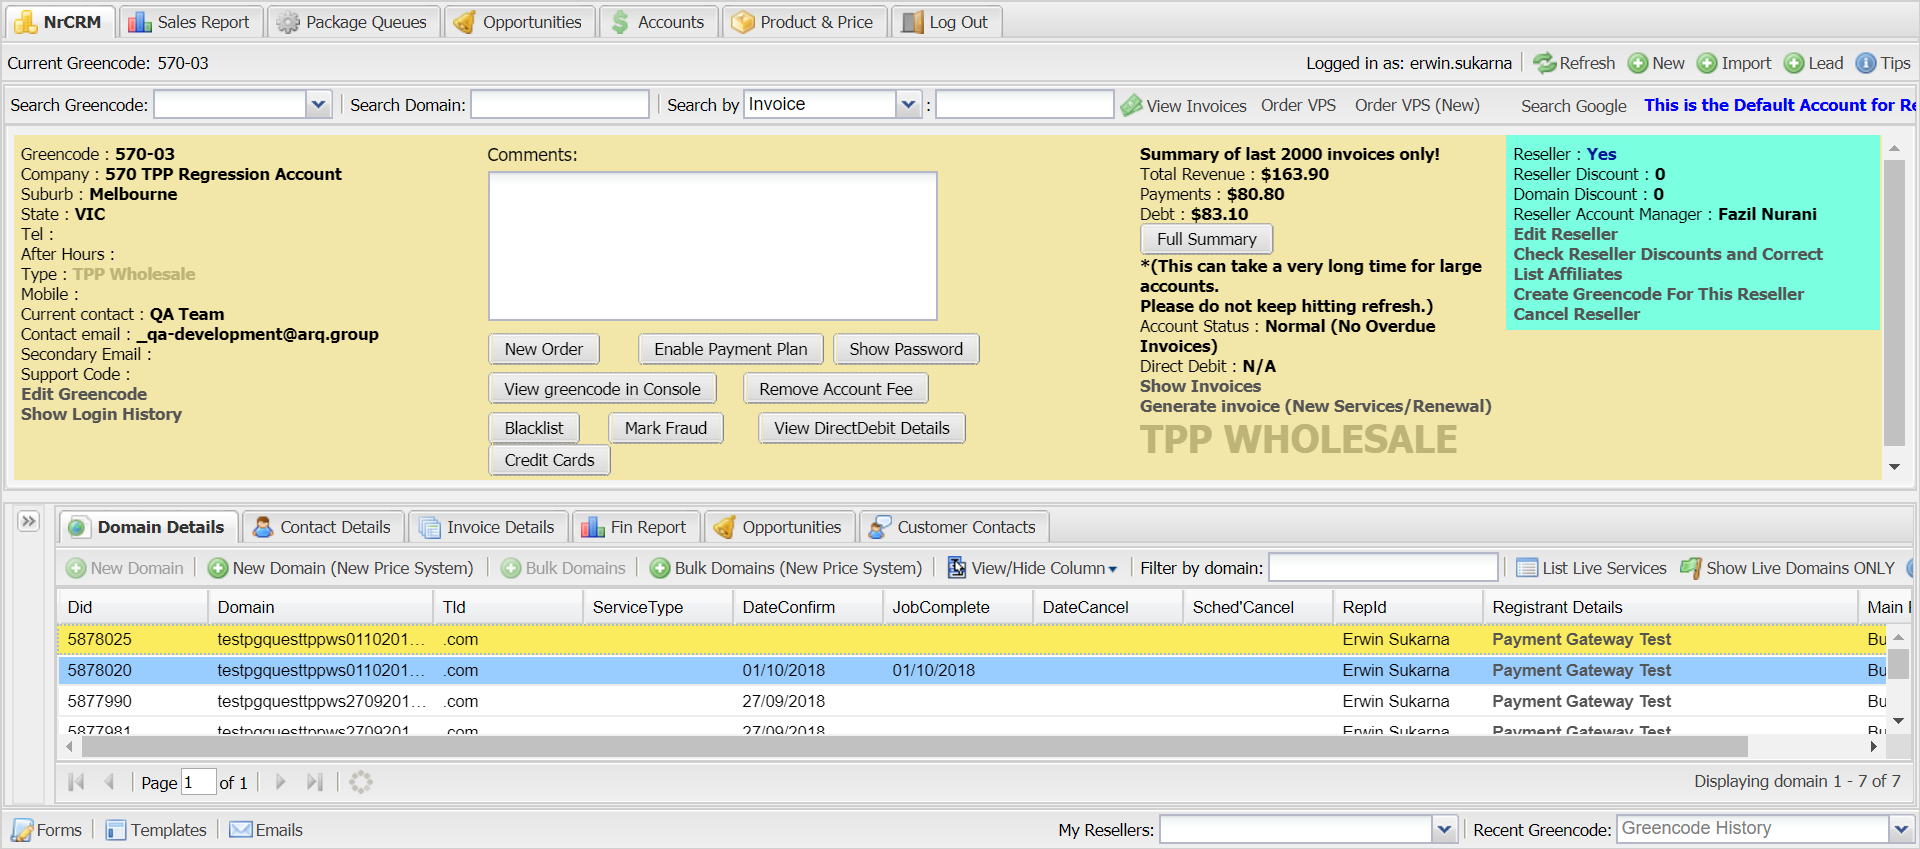 NrCRM Sales Report Package Queues Opportunities Accounts Product & Price Log Out
Current Greencode: 570-03 Logged in as: erwin.sukarna Refresh New Import Lead Tips
Search Greencode: Search Domain: Search by Invoice : View Invoices Order VPS Order VPS (New) Search Google This is the Default Account for Re
Greencode : 570-03
Company : 570 TPP Regression Account
Suburb : Melbourne
State : VIC
Tel :
After Hours :
Type : TPP Wholesale
Mobile :
Current contact : QA Team
Contact email : _qa-development@arq.group
Secondary Email :
Support Code :
Edit Greencode
Show Login History
Comments:
New Order Enable Payment Plan Show Password
View greencode in Console Remove Account Fee
Blacklist Mark Fraud View DirectDebit Details
Credit Cards
Summary of last 2000 invoices only!
Total Revenue : $163.90
Payments : $80.80
Debt : $83.10
Full Summary
*(This can take a very long time for large
accounts.
Please do not keep hitting refresh.)
Account Status : Normal (No Overdue
Invoices)
Direct Debit : N/A
Show Invoices
Generate invoice (New Services/Renewal)
TPP WHOLESALE
Reseller : Yes
Reseller Discount : 0
Domain Discount : 0
Reseller Account Manager : Fazil Nurani
Edit Reseller
Check Reseller Discounts and Correct
List Affiliates
Create Greencode For This Reseller
Cancel Reseller
Domain Details Contact Details Invoice Details Fin Report Opportunities Customer Contacts
New Domain New Domain (New Price System) Bulk Domains Bulk Domains (New Price System) View/Hide Column Filter by domain: List Live Services Show Live Domains ONLY
Did Domain Tld ServiceType DateConfirm JobComplete DateCancel Sched'Cancel RepId Registrant Details Main
5878025 testpgquesttppws0110201... .com Erwin Sukarna Payment Gateway Test Bu
5878020 testpgquesttppws0110201... .com 01/10/2018 01/10/2018 Erwin Sukarna Payment Gateway Test Bu
5877990 testpgquesttppws2709201... .com 27/09/2018 Erwin Sukarna Payment Gateway Test Bu
5877981 testpgquesttppws2709201... .com 27/09/2018 Erwin Sukarna Payment Gateway Test Bu
Page 1 of 1 Displaying domain 1 - 7 of 7
Forms Templates Emails My Resellers: Recent Greencode: Greencode History